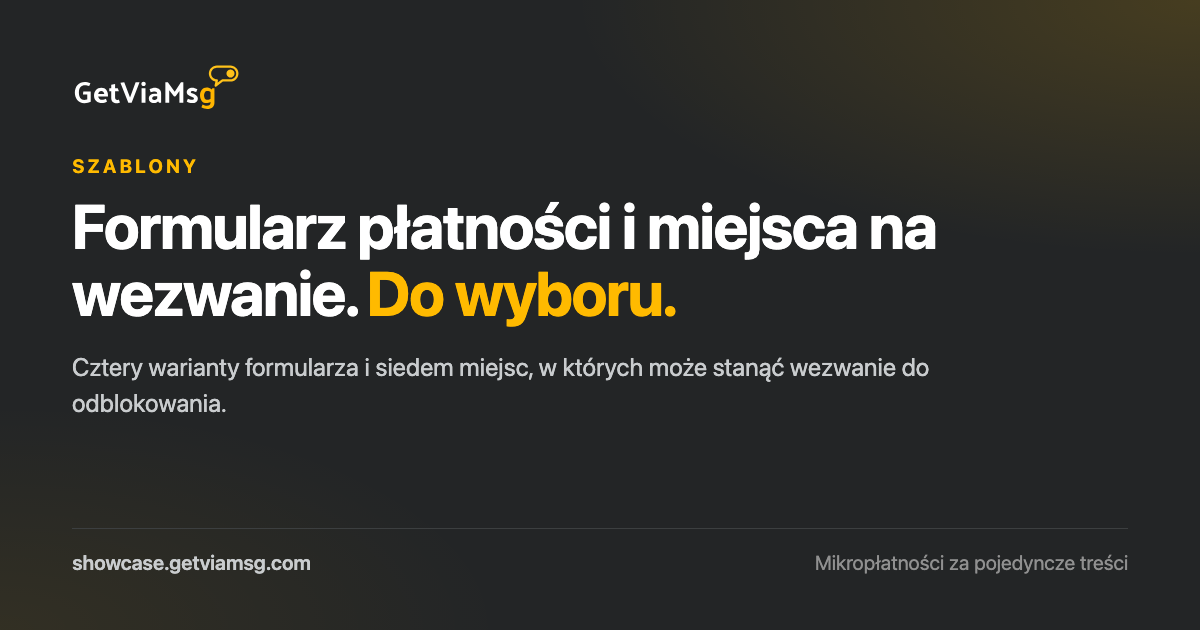 GetViaMsg
SZABLONY
Formularz płatności i miejsca na
wezwanie. Do wyboru.
Cztery warianty formularza i siedem miejsc, w których może stanąć wezwanie do
odblokowania.
showcase.getviamsg.com
Mikropłatności za pojedyncze treści